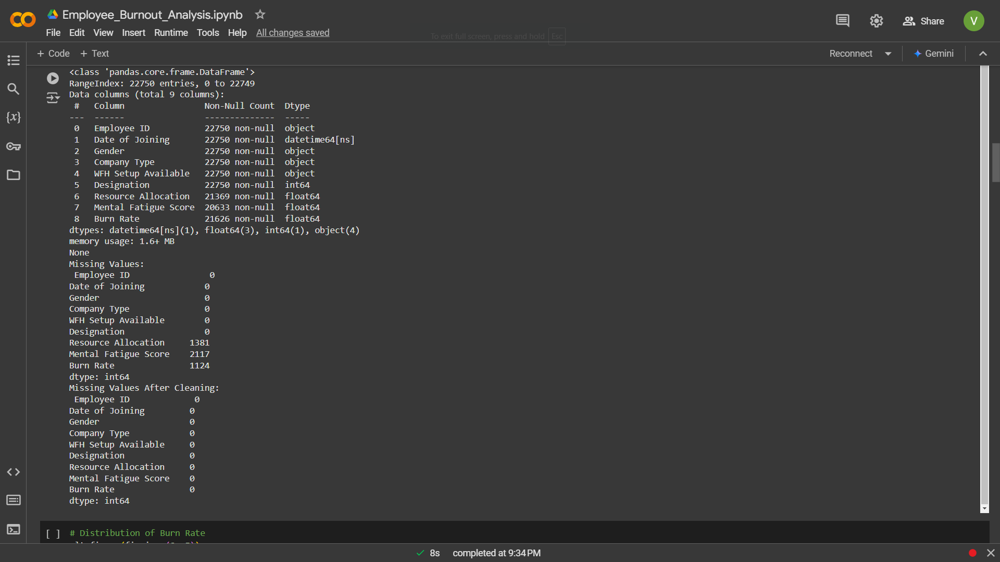 Employee_Burnout_Analysis.ipynb
File Edit View Insert Runtime Tools Help All changes saved
To exit full screen, press and hold Esc
Share
V
+ Code + Text
Reconnect
Gemini
<class 'pandas.core.frame.DataFrame'>
RangeIndex: 22750 entries, 0 to 22749
Data columns (total 9 columns):
 #   Column                Non-Null Count  Dtype
---  ------                --------------  -----
 0   Employee ID           22750 non-null  object
 1   Date of Joining       22750 non-null  datetime64[ns]
 2   Gender                22750 non-null  object
 3   Company Type          22750 non-null  object
 4   WFH Setup Available   22750 non-null  object
 5   Designation           22750 non-null  int64
 6   Resource Allocation   21369 non-null  float64
 7   Mental Fatigue Score  20633 non-null  float64
 8   Burn Rate             21626 non-null  float64
dtypes: datetime64[ns](1), float64(3), int64(1), object(4)
memory usage: 1.6+ MB
None
Missing Values:
 Employee ID                0
Date of Joining            0
Gender                     0
Company Type               0
WFH Setup Available        0
Designation                0
Resource Allocation     1381
Mental Fatigue Score    2117
Burn Rate               1124
dtype: int64
Missing Values After Cleaning:
 Employee ID             0
Date of Joining         0
Gender                  0
Company Type            0
WFH Setup Available     0
Designation             0
Resource Allocation     0
Mental Fatigue Score    0
Burn Rate               0
dtype: int64
[ ] # Distribution of Burn Rate
8s completed at 9:34 PM